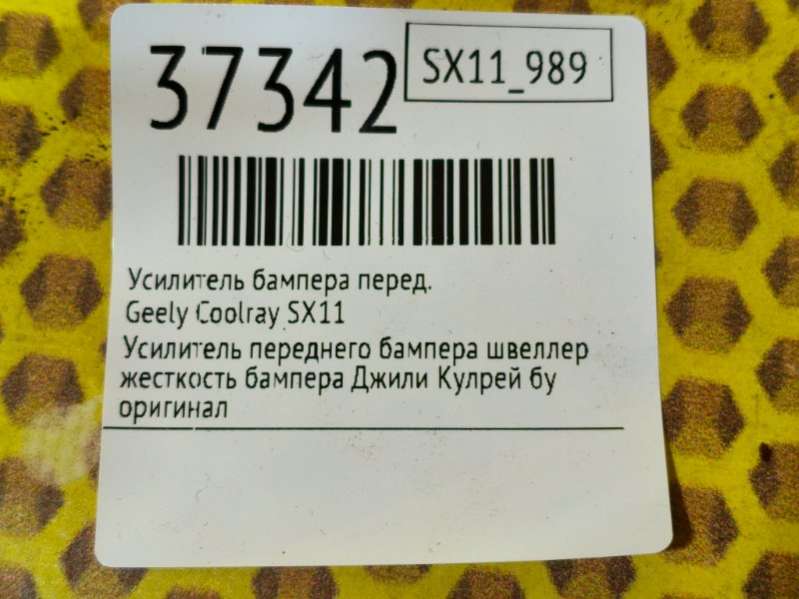 37342
SX11_989
Усилитель бампера перед.
Geely Coolray SX11
Усилитель переднего бампера швеллер
жесткость бампера Джили Кулрей бу
оригинал